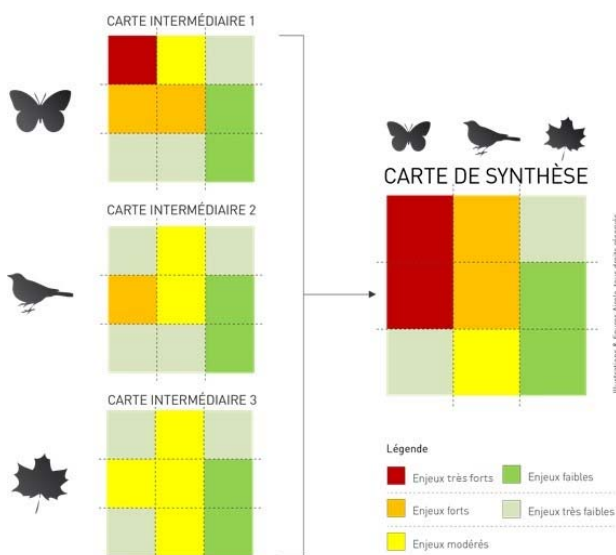 CARTE INTERMÉDIAIRE 1
CARTE INTERMÉDIAIRE 2
CARTE INTERMÉDIAIRE 3
CARTE DE SYNTHÈSE
Légende
Enjeux très forts
Enjeux faibles
Enjeux forts
Enjeux très faibles
Enjeux modérés